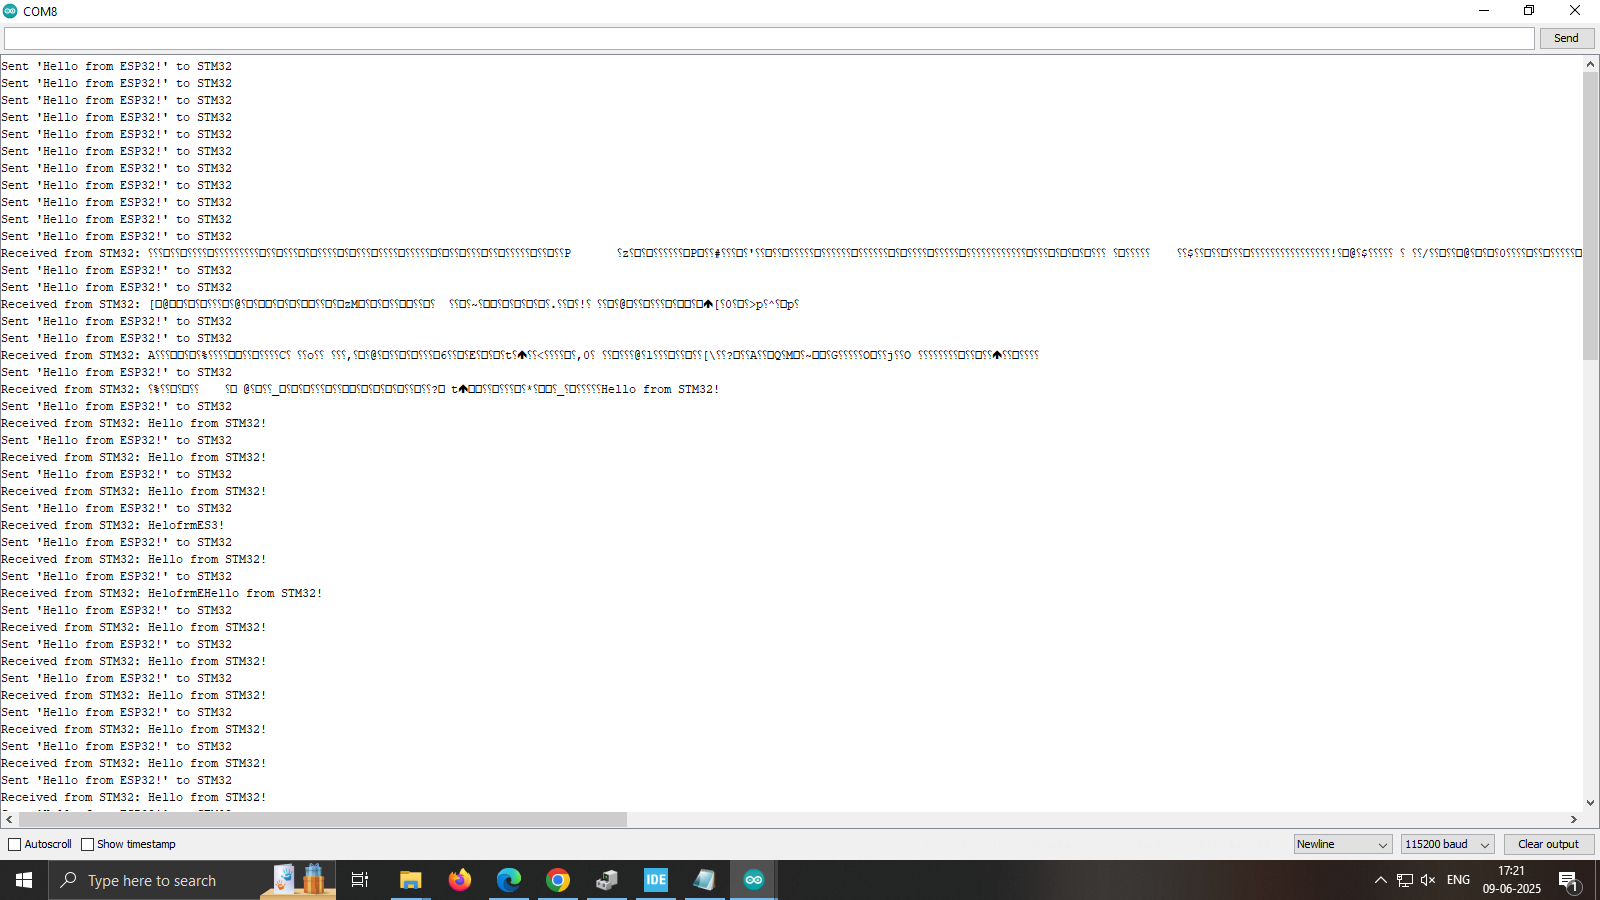 COM8
Send
Sent 'Hello from ESP32!' to STM32
Sent 'Hello from ESP32!' to STM32
Sent 'Hello from ESP32!' to STM32
Sent 'Hello from ESP32!' to STM32
Sent 'Hello from ESP32!' to STM32
Sent 'Hello from ESP32!' to STM32
Sent 'Hello from ESP32!' to STM32
Sent 'Hello from ESP32!' to STM32
Sent 'Hello from ESP32!' to STM32
Sent 'Hello from ESP32!' to STM32
Sent 'Hello from ESP32!' to STM32
Received from STM32:
Sent 'Hello from ESP32!' to STM32
Sent 'Hello from ESP32!' to STM32
Received from STM32:
Sent 'Hello from ESP32!' to STM32
Sent 'Hello from ESP32!' to STM32
Received from STM32:
Sent 'Hello from ESP32!' to STM32
Received from STM32: Hello from STM32!
Sent 'Hello from ESP32!' to STM32
Received from STM32: Hello from STM32!
Sent 'Hello from ESP32!' to STM32
Received from STM32: Hello from STM32!
Sent 'Hello from ESP32!' to STM32
Received from STM32: Hello from STM32!
Sent 'Hello from ESP32!' to STM32
Received from STM32: HelofrmES3!
Sent 'Hello from ESP32!' to STM32
Received from STM32: Hello from STM32!
Sent 'Hello from ESP32!' to STM32
Received from STM32: HelofrmEHello from STM32!
Sent 'Hello from ESP32!' to STM32
Received from STM32: Hello from STM32!
Sent 'Hello from ESP32!' to STM32
Received from STM32: Hello from STM32!
Sent 'Hello from ESP32!' to STM32
Received from STM32: Hello from STM32!
Sent 'Hello from ESP32!' to STM32
Received from STM32: Hello from STM32!
Sent 'Hello from ESP32!' to STM32
Received from STM32: Hello from STM32!
Sent 'Hello from ESP32!' to STM32
Received from STM32: Hello from STM32!
Autoscroll Show timestamp Newline 115200 baud Clear output
Type here to search IDE ENG 17:21
09-06-2025 1